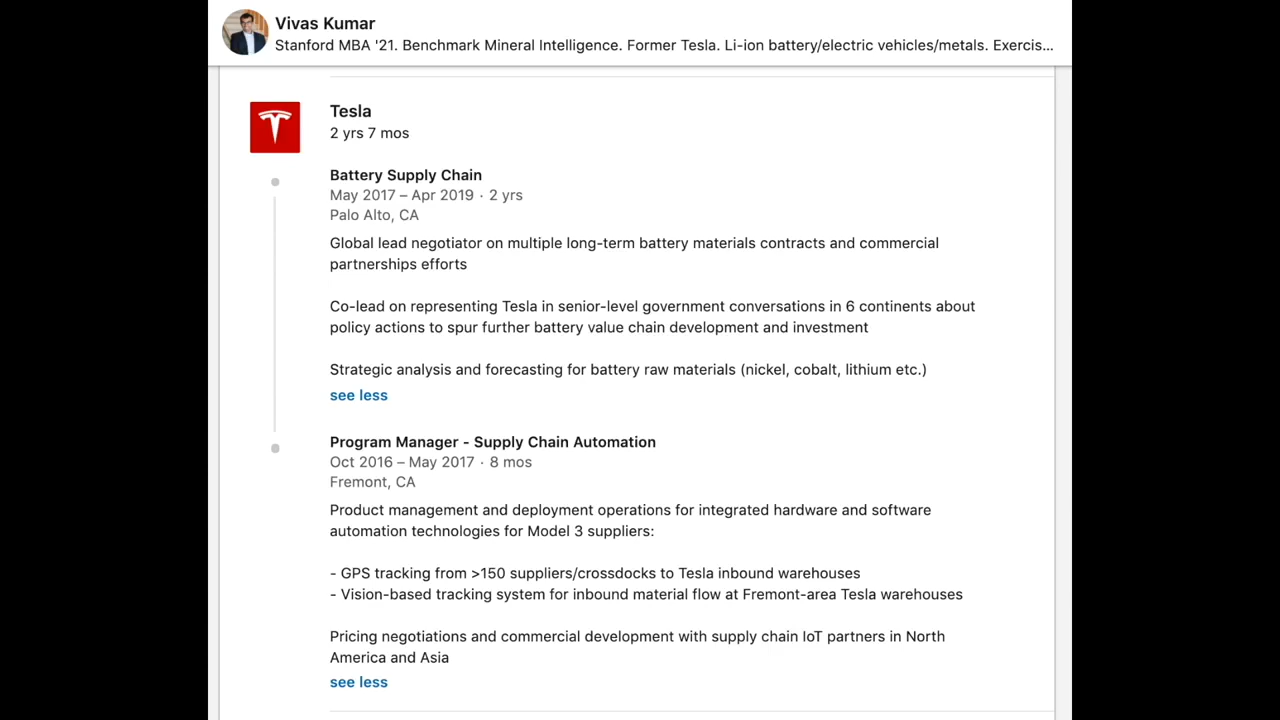 Vivas Kumar
Stanford MBA '21. Benchmark Mineral Intelligence. Former Tesla. Li-ion battery/electric vehicles/metals. Exercis...
Tesla
2 yrs 7 mos
Battery Supply Chain
May 2017 – Apr 2019 · 2 yrs
Palo Alto, CA
Global lead negotiator on multiple long-term battery materials contracts and commercial
partnerships efforts
Co-lead on representing Tesla in senior-level government conversations in 6 continents about
policy actions to spur further battery value chain development and investment
Strategic analysis and forecasting for battery raw materials (nickel, cobalt, lithium etc.)
see less
Program Manager - Supply Chain Automation
Oct 2016 – May 2017 · 8 mos
Fremont, CA
Product management and deployment operations for integrated hardware and software
automation technologies for Model 3 suppliers:
- GPS tracking from >150 suppliers/crossdocks to Tesla inbound warehouses
- Vision-based tracking system for inbound material flow at Fremont-area Tesla warehouses
Pricing negotiations and commercial development with supply chain IoT partners in North
America and Asia
see less